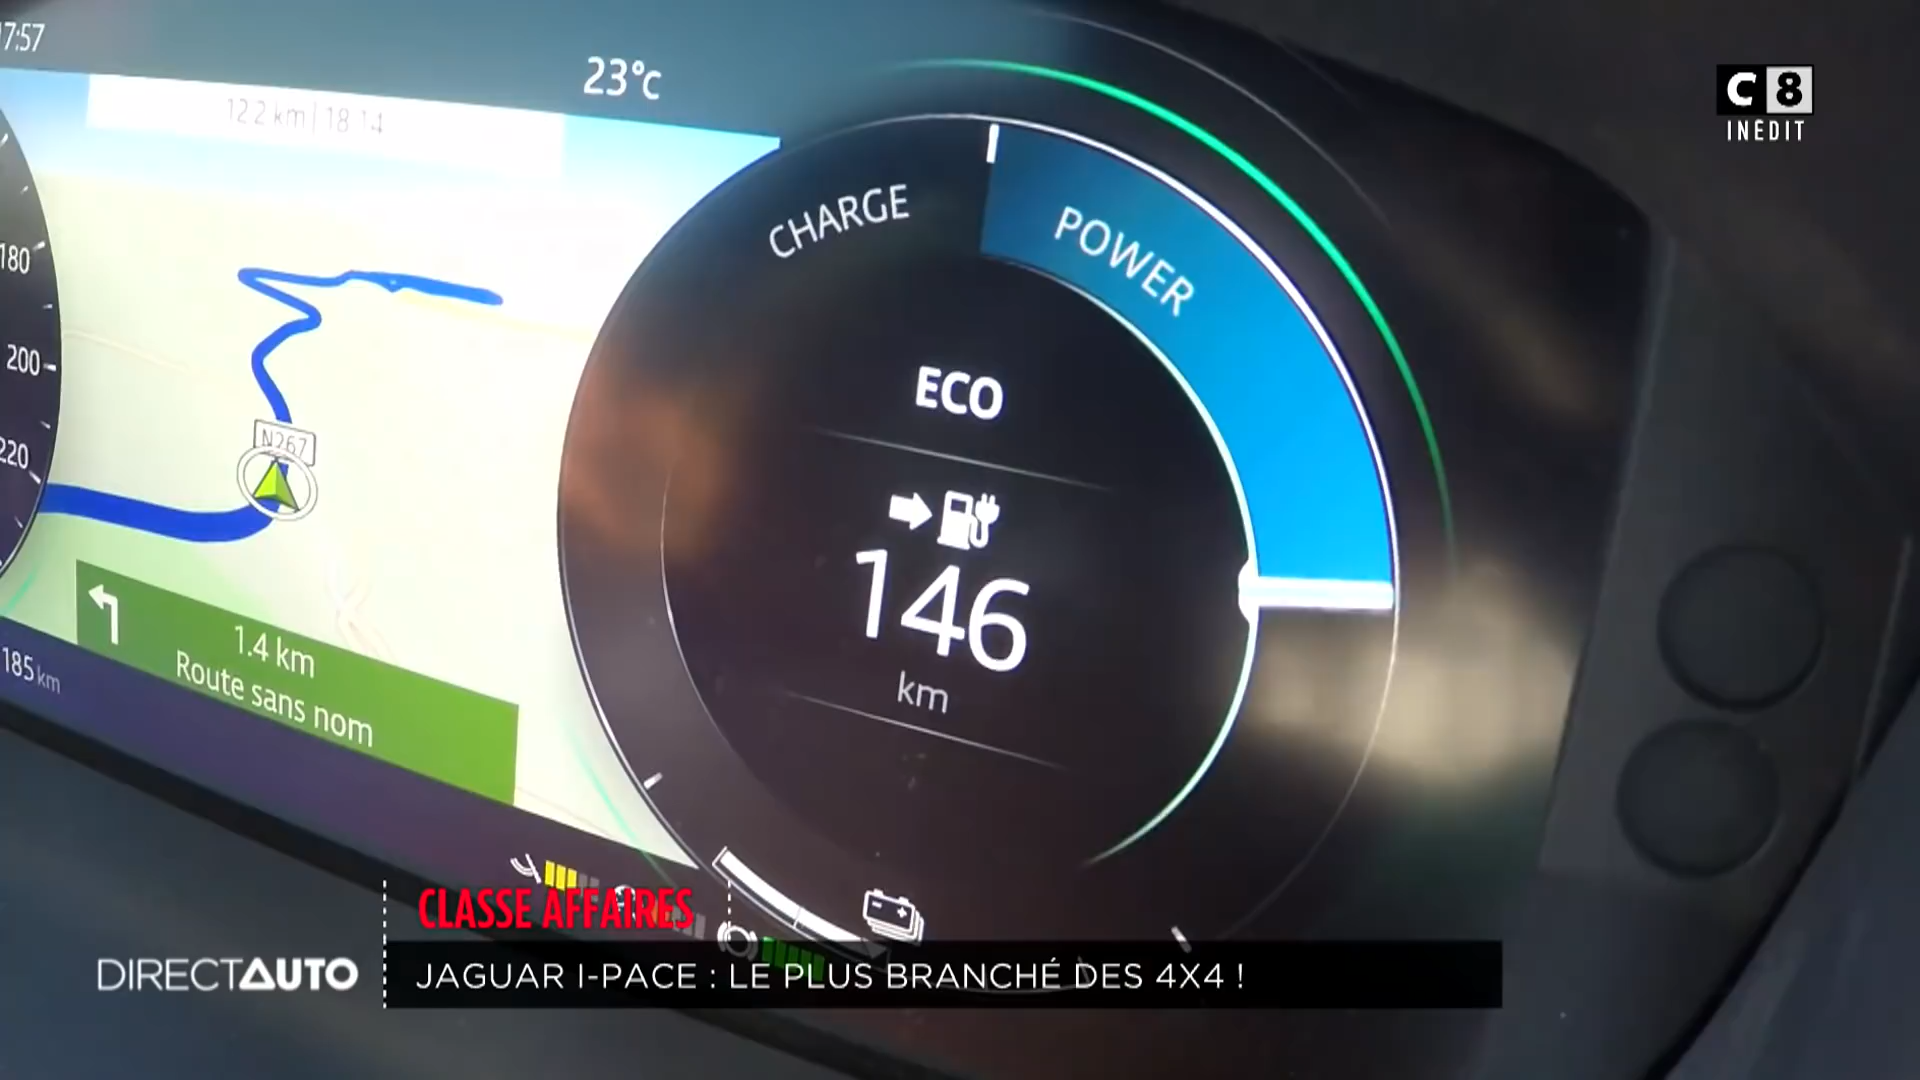 17:57
23°c
C8
INÉDIT
12.2 km | 18:14
CHARGE
POWER
180
200
220
ECO
N267
146
km
1.4 km
Route sans nom
185 km
CLASSE AFFAIRES
DIRECTAUTO
JAGUAR I-PACE : LE PLUS BRANCHÉ DES 4X4 !